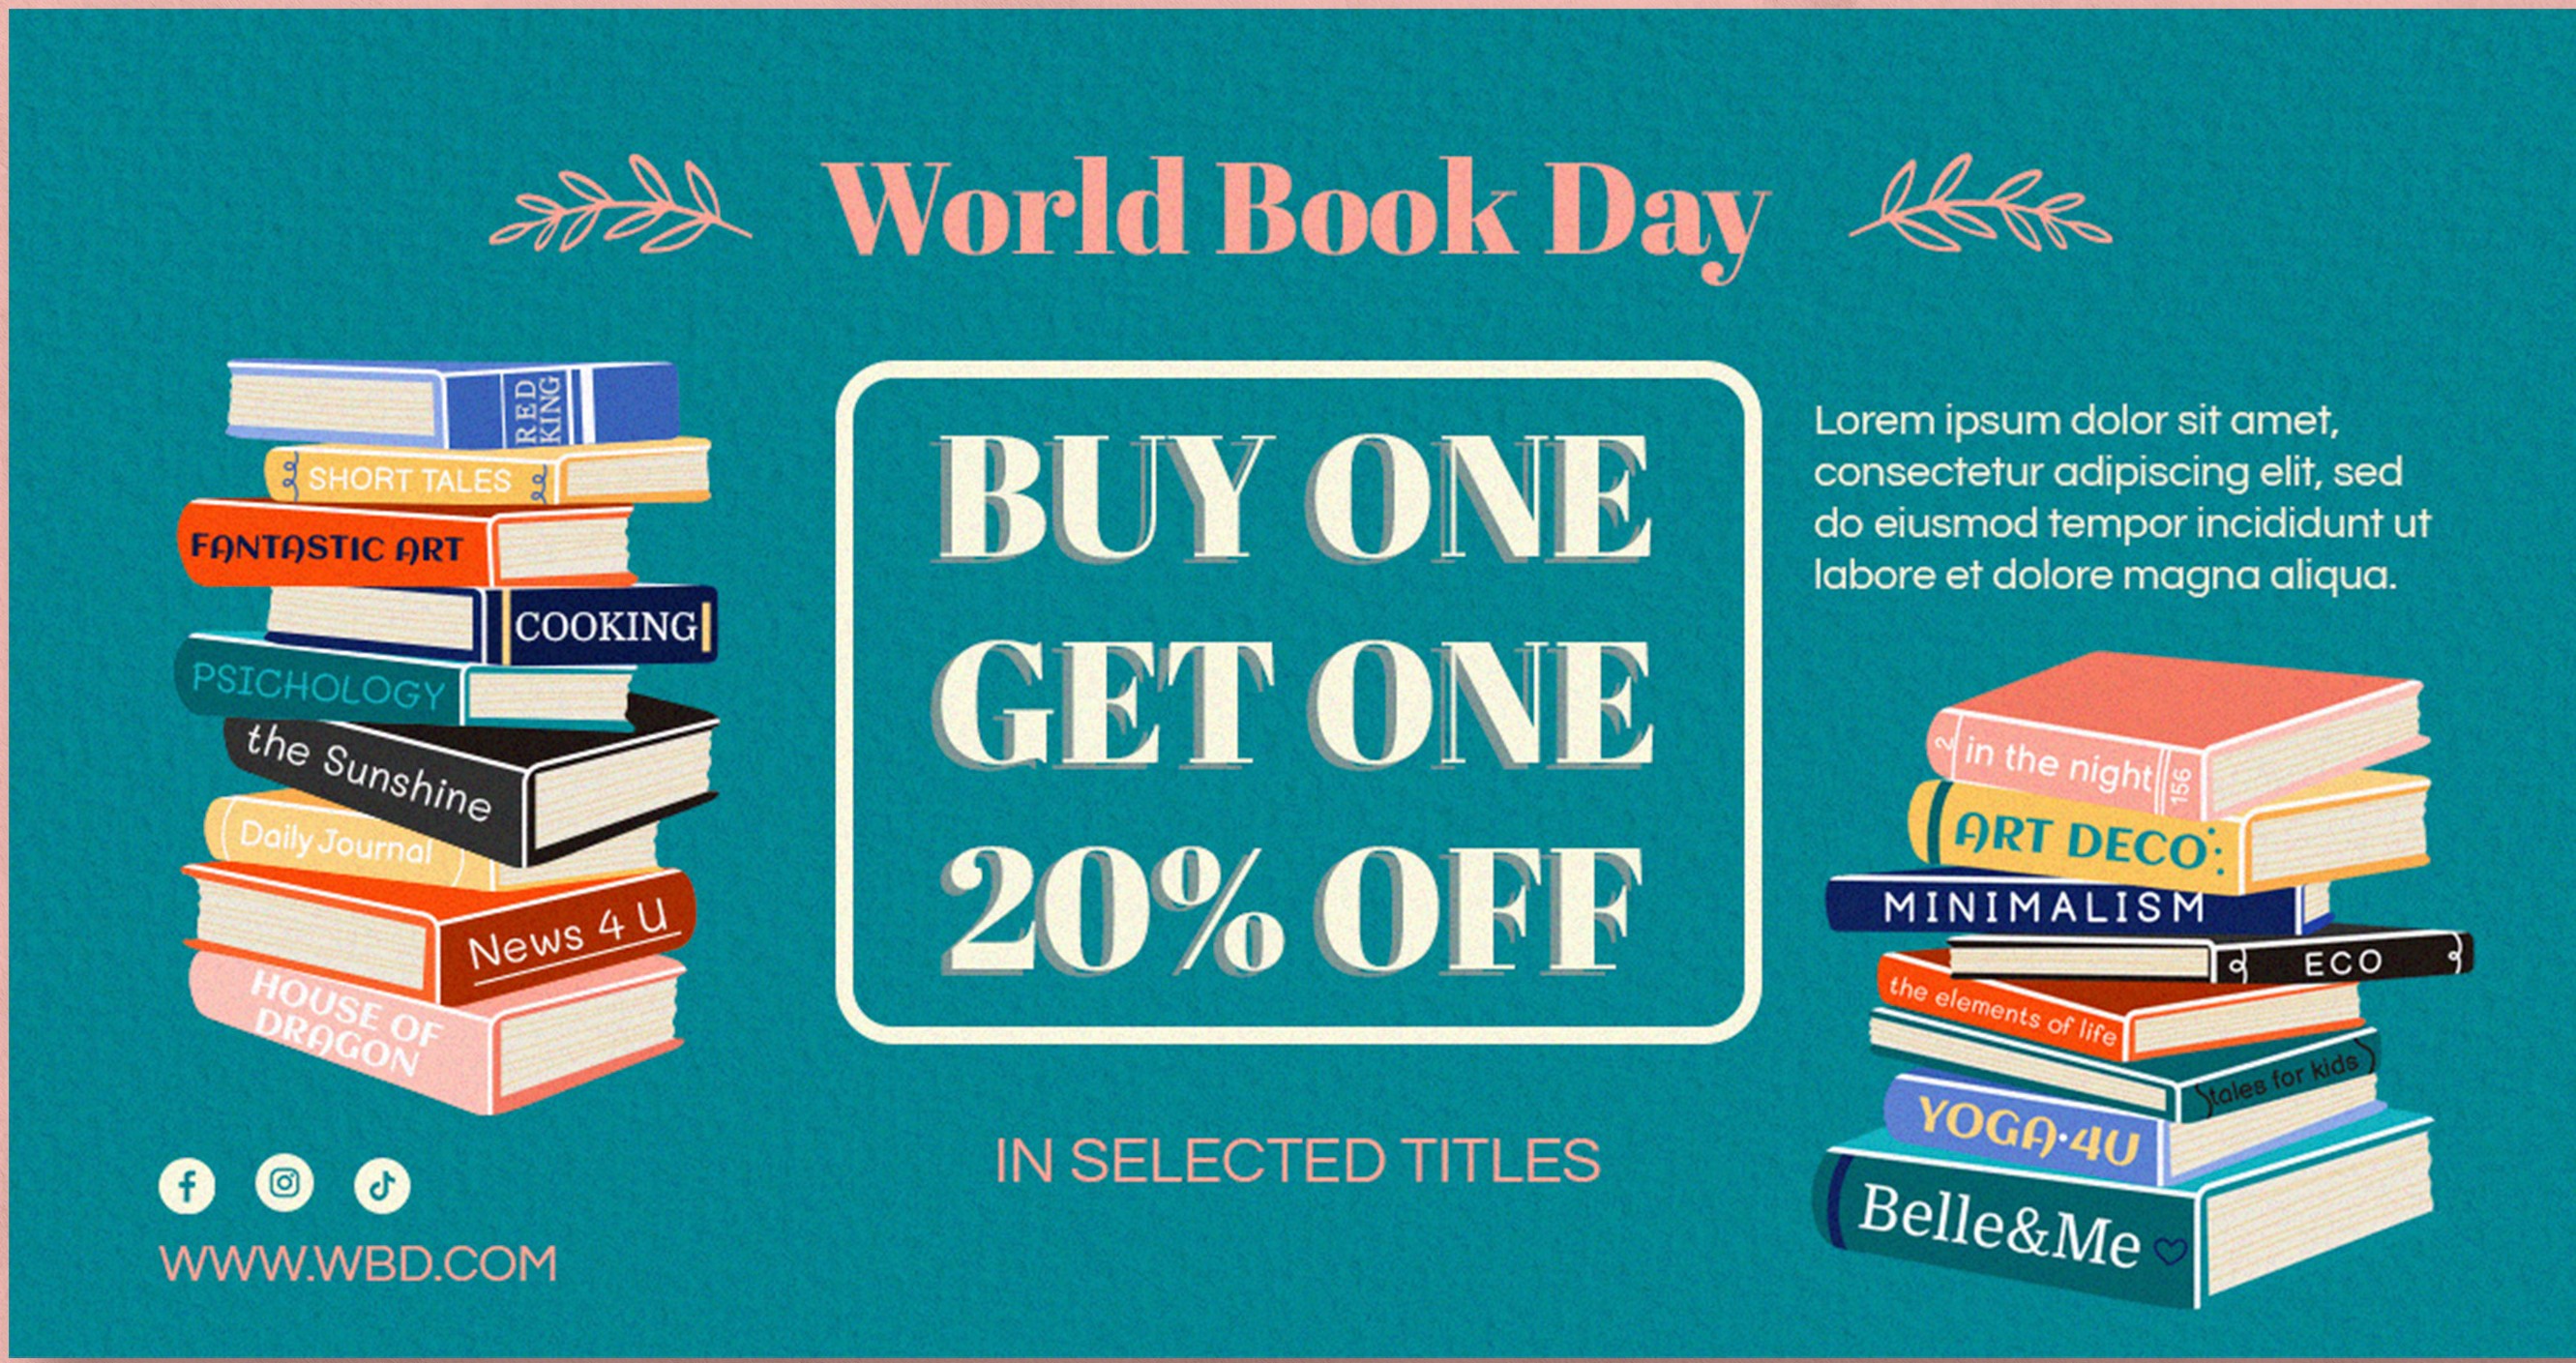 World Book Day
RED
KING
SHORT TALES
FANTASTIC ART
COOKING
PSICHOLOGY
the Sunshine
Daily Journal
News 4 U
HOUSE OF
DRAGON
WWW.WBD.COM
BUY ONE
GET ONE
20% OFF
IN SELECTED TITLES
Lorem ipsum dolor sit amet,
consectetur adipiscing elit, sed
do eiusmod tempor incididunt ut
labore et dolore magna aliqua.
2 in the night 156
ART DECO
MINIMALISM
ECO
the elements of life
tales for kids
YOGA·4U
Belle&Me